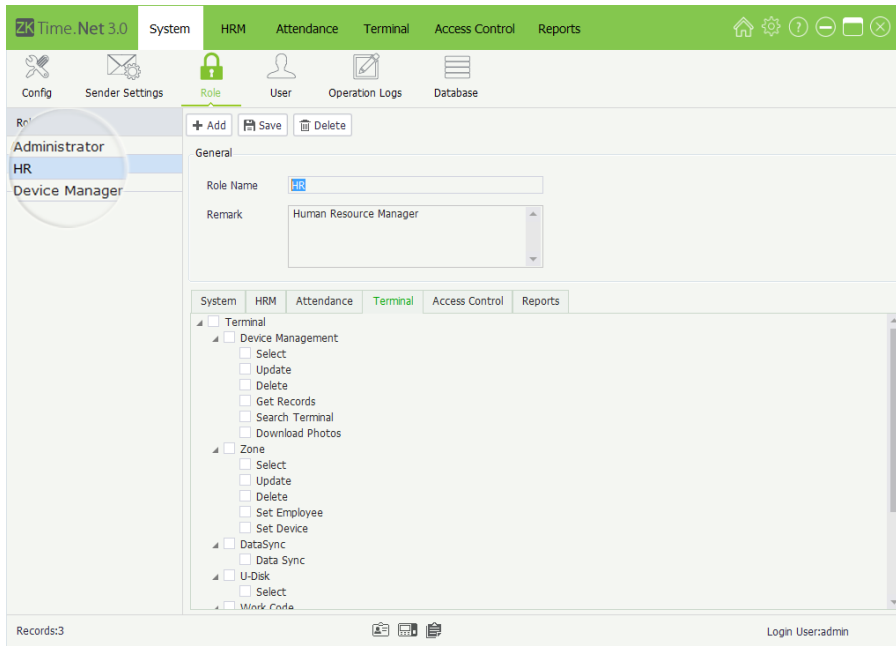 ZK Time.Net 3.0 System HRM Attendance Terminal Access Control Reports
Config Sender Settings Role User Operation Logs Database
Administrator
HR
Device Manager
+ Add Save Delete
General
Role Name HR
Remark Human Resource Manager
System HRM Attendance Terminal Access Control Reports
Terminal
Device Management
Select
Update
Delete
Get Records
Search Terminal
Download Photos
Zone
Select
Update
Delete
Set Employee
Set Device
DataSync
Data Sync
U-Disk
Select
Work Code
Records:3 Login User:admin